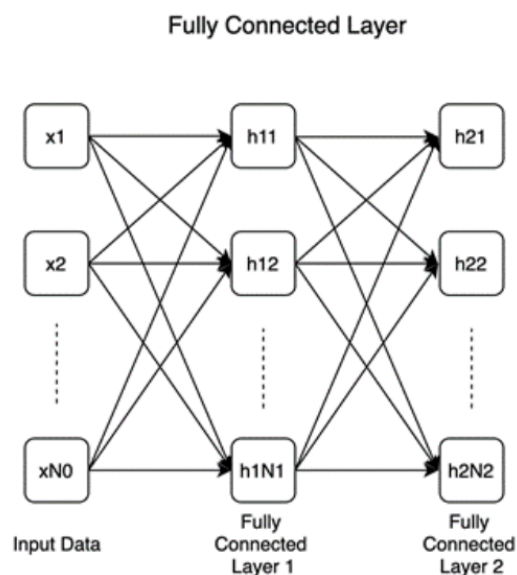 Fully Connected Layer
x1
h11
h21
x2
h12
h22
xN0
h1N1
h2N2
Input Data
Fully
Connected
Layer 1
Fully
Connected
Layer 2